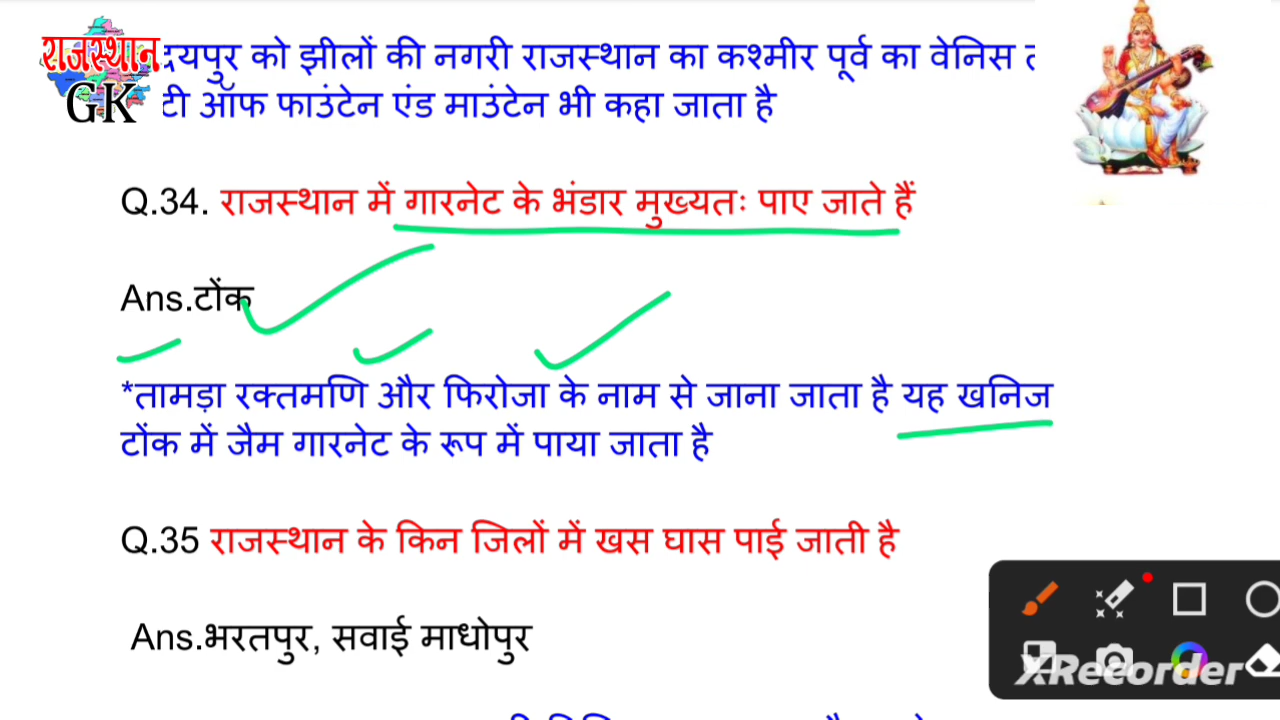 राजस्थान
GK
को झीलों की नगरी राजस्थान का कश्मीर पूर्व का वेनिस
ऑफ फाउंटेन एंड माउंटेन भी कहा जाता है
Q.34. राजस्थान में गारनेट के भंडार मुख्यतः पाए जाते हैं
Ans.टोंक
*तामड़ा रक्तमणि और फिरोजा के नाम से जाना जाता है यह खनिज
टोंक में जैम गारनेट के रूप में पाया जाता है
Q.35 राजस्थान के किन जिलों में खस घास पाई जाती है
Ans.भरतपुर, सवाई माधोपुर
XRecorder